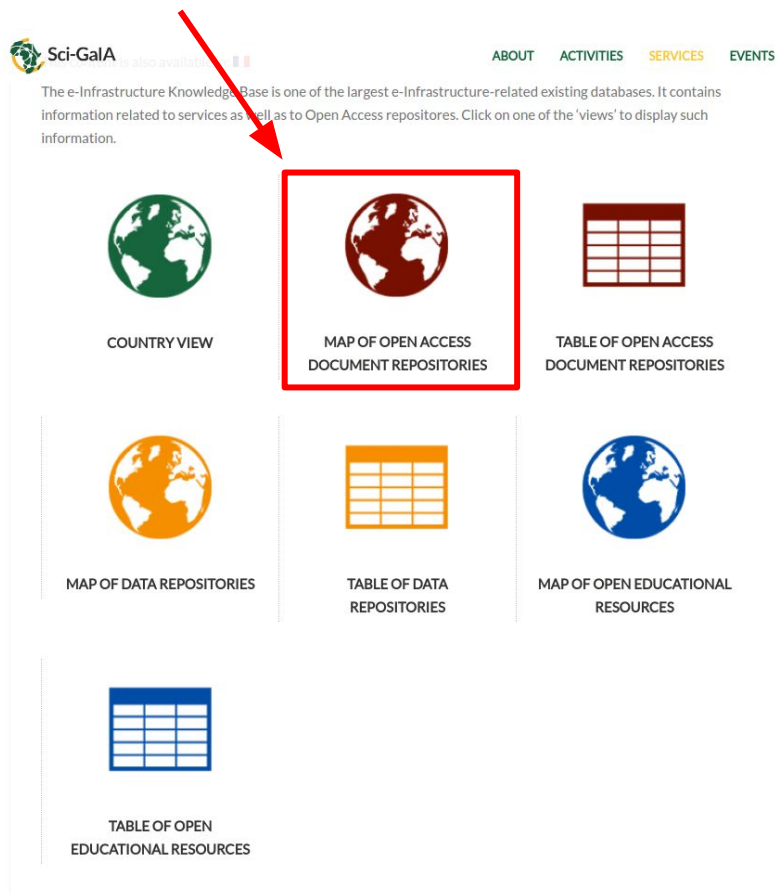 Sci-GaIA
ABOUT ACTIVITIES SERVICES EVENTS
is also available
The e-Infrastructure Knowledge Base is one of the largest e-Infrastructure-related existing databases. It contains
information related to services as well as to Open Access repositores. Click on one of the ‘views’ to display such
information.
COUNTRY VIEW
MAP OF OPEN ACCESS
DOCUMENT REPOSITORIES
TABLE OF OPEN ACCESS
DOCUMENT REPOSITORIES
MAP OF DATA REPOSITORIES
TABLE OF DATA
REPOSITORIES
MAP OF OPEN EDUCATIONAL
RESOURCES
TABLE OF OPEN
EDUCATIONAL RESOURCES